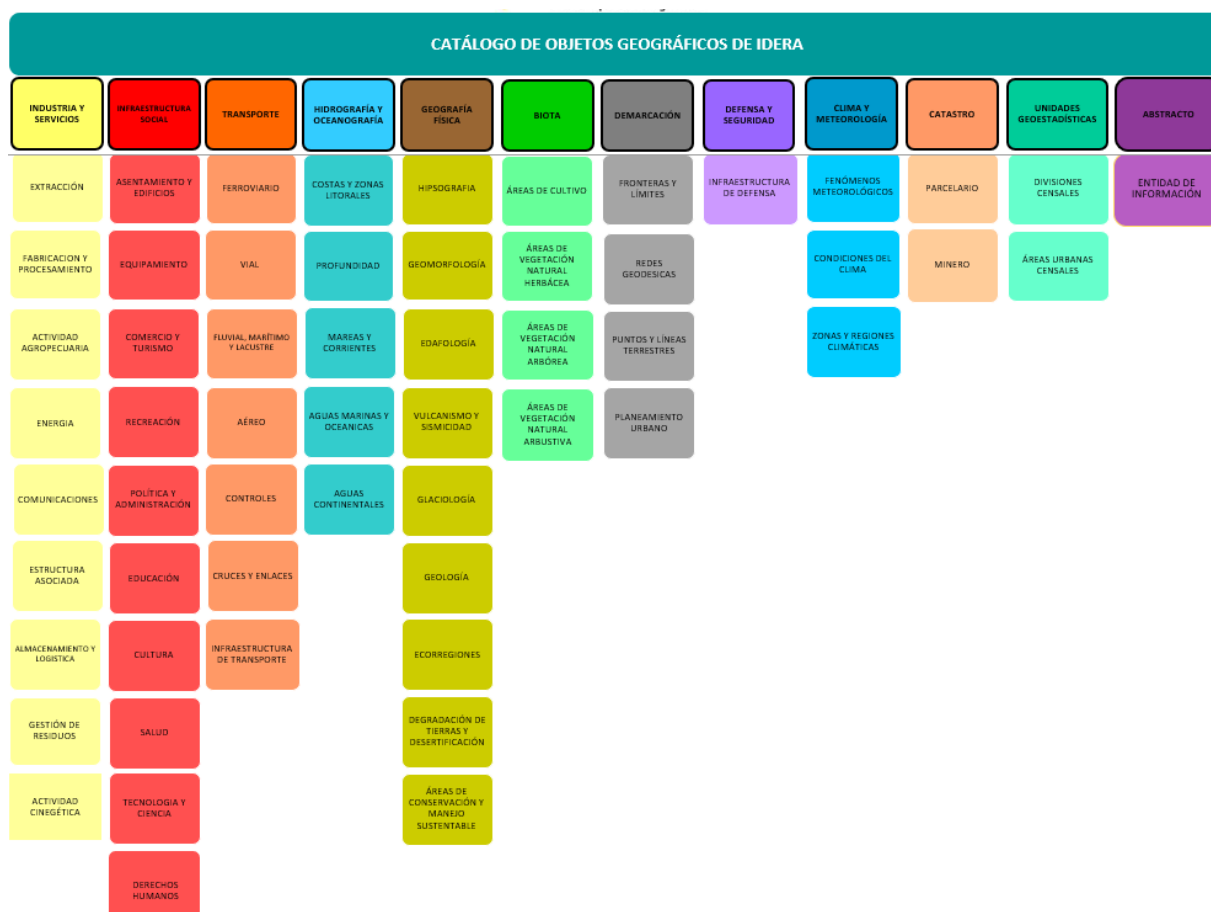 CATÁLOGO DE OBJETOS GEOGRÁFICOS DE IDERA
INDUSTRIA Y
SERVICIOS
INFRAESTRUCTURA
SOCIAL
TRANSPORTE
HIDROGRAFÍA Y
OCEANOGRAFÍA
GEOGRAFÍA
FÍSICA
BIOTA
DEMARCACIÓN
DEFENSA Y
SEGURIDAD
CLIMA Y
METEOROLOGÍA
CATASTRO
UNIDADES
GEOESTADÍSTICAS
ABSTRACTO
EXTRACCIÓN
ASENTAMIENTO Y
EDIFICIOS
FERROVIARIO
COSTAS Y ZONAS
LITORALES
HIPSOGRAFIA
ÁREAS DE CULTIVO
FRONTERAS Y
LÍMITES
INFRAESTRUCTURA
DE DEFENSA
FENÓMENOS
METEOROLÓGICOS
PARCELARIO
DIVISIONES
CENSALES
ENTIDAD DE
INFORMACIÓN
FABRICACION Y
PROCESAMIENTO
EQUIPAMIENTO
VIAL
PROFUNDIDAD
GEOMORFOLOGÍA
ÁREAS DE
VEGETACIÓN
NATURAL
HERBÁCEA
REDES
GEODESICAS
CONDICIONES DEL
CLIMA
MINERO
ÁREAS URBANAS
CENSALES
ACTIVIDAD
AGROPECUARIA
COMERCIO Y
TURISMO
FLUVIAL, MARÍTIMO
Y LACUSTRE
MAREAS Y
CORRIENTES
EDAFOLOGÍA
ÁREAS DE
VEGETACIÓN
NATURAL
ARBÓREA
PUNTOS Y LÍNEAS
TERRESTRES
ZONAS Y REGIONES
CLIMÁTICAS
ENERGIA
RECREACIÓN
AÉREO
AGUAS MARINAS Y
OCEANICAS
VULCANISMO Y
SISMICIDAD
ÁREAS DE
VEGETACIÓN
NATURAL
ARBUSTIVA
PLANEAMIENTO
URBANO
COMUNICACIONES
POLÍTICA Y
ADMINISTRACIÓN
CONTROLES
AGUAS
CONTINENTALES
GLACIOLOGÍA
ESTRUCTURA
ASOCIADA
EDUCACIÓN
CRUCES Y ENLACES
GEOLOGÍA
ALMACENAMIENTO Y
LOGISTICA
CULTURA
INFRAESTRUCTURA
DE TRANSPORTE
ECORREGIONES
GESTIÓN DE
RESIDUOS
SALUD
DEGRADACIÓN DE
TIERRAS Y
DESERTIFICACIÓN
ACTIVIDAD
CINEGÉTICA
TECNOLOGIA Y
CIENCIA
ÁREAS DE
CONSERVACIÓN Y
MANEJO
SUSTENTABLE
DERECHOS
HUMANOS